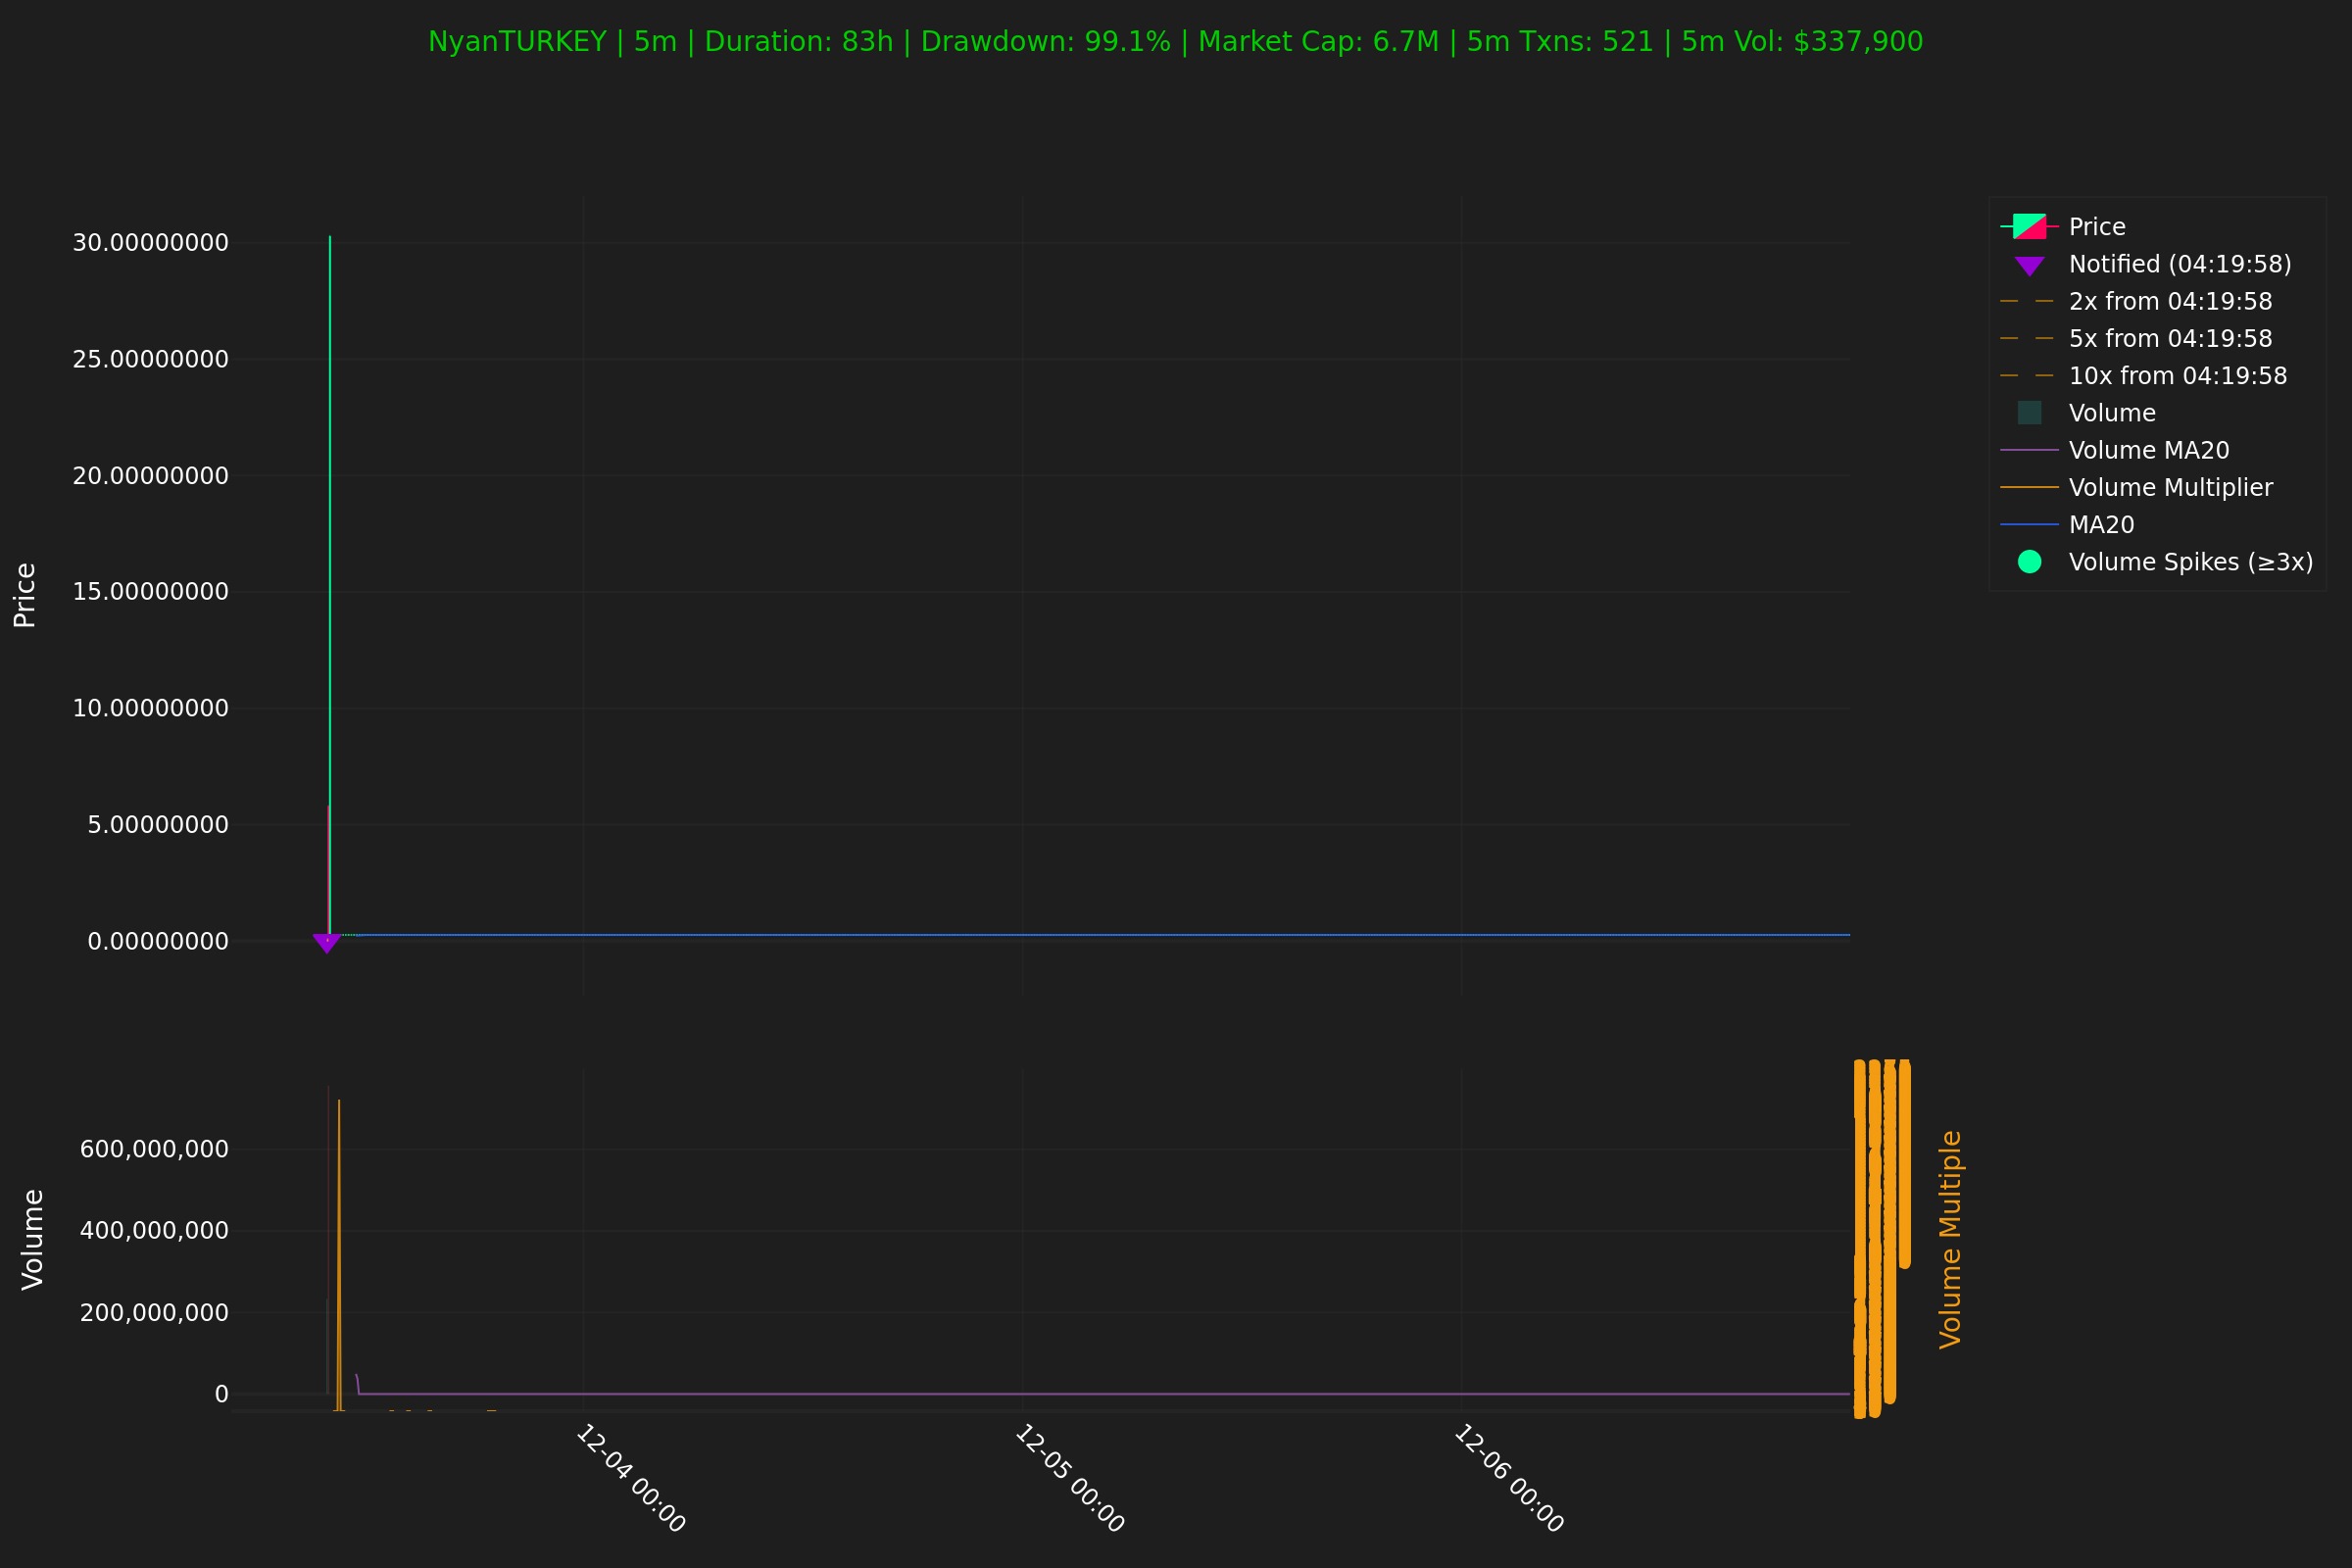 NyanTURKEY | 5m | Duration: 83h | Drawdown: 99.1% | Market Cap: 6.7M | 5m Txns: 521 | 5m Vol: $337,900
Price
30.00000000
25.00000000
20.00000000
15.00000000
10.00000000
5.00000000
0.00000000
Price
Notified (04:19:58)
2x from 04:19:58
5x from 04:19:58
10x from 04:19:58
Volume
Volume MA20
Volume Multiplier
MA20
Volume Spikes (≥3x)
Volume
600,000,000
400,000,000
200,000,000
0
Volume Multiple
12-04 00:00
12-05 00:00
12-06 00:00